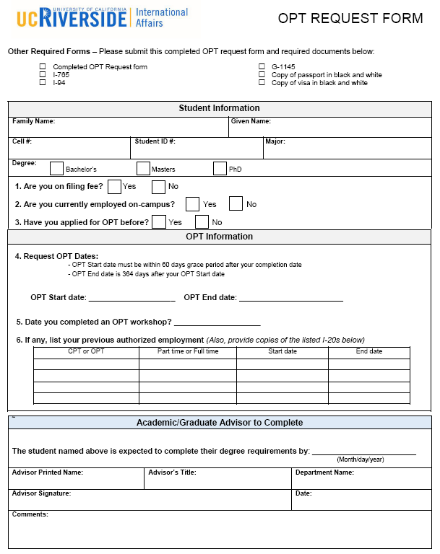 UNIVERSITY OF CALIFORNIA
UCRIVERSIDE International Affairs
OPT REQUEST FORM
Other Required Forms – Please submit this completed OPT request form and required documents below:
Completed OPT Request form
I-765
I-94
G-1145
Copy of passport in black and white
Copy of visa in black and white
Student Information
Family Name: Given Name:
Cell #: Student ID #: Major:
Degree: Bachelor's Masters PhD
1. Are you on filing fee? Yes No
2. Are you currently employed on-campus? Yes No
3. Have you applied for OPT before? Yes No
OPT Information
4. Request OPT Dates:
- OPT Start date must be within 60 days grace period after your completion date
- OPT End date is 364 days after your OPT Start date
OPT Start date: OPT End date:
5. Date you completed an OPT workshop?
6. If any, list your previous authorized employment (Also, provide copies of the listed I-20s below)
CPT or OPT Part time or Full time Start date End date
Academic/Graduate Advisor to Complete
The student named above is expected to complete their degree requirements by:
(Month/day/year)
Advisor Printed Name: Advisor's Title: Department Name:
Advisor Signature: Date:
Comments: